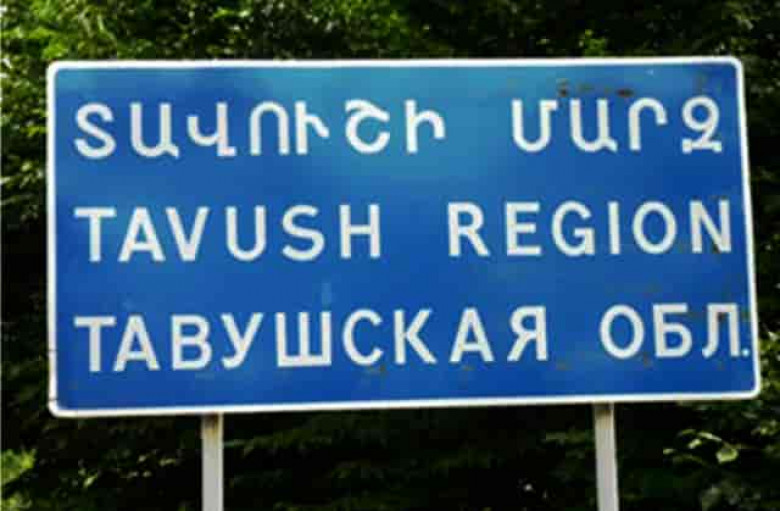 ՏԱՎՈՒՇԻ ՄԱՐԶ
TAVUSH REGION
ТАВУШСКАЯ ОБЛ.